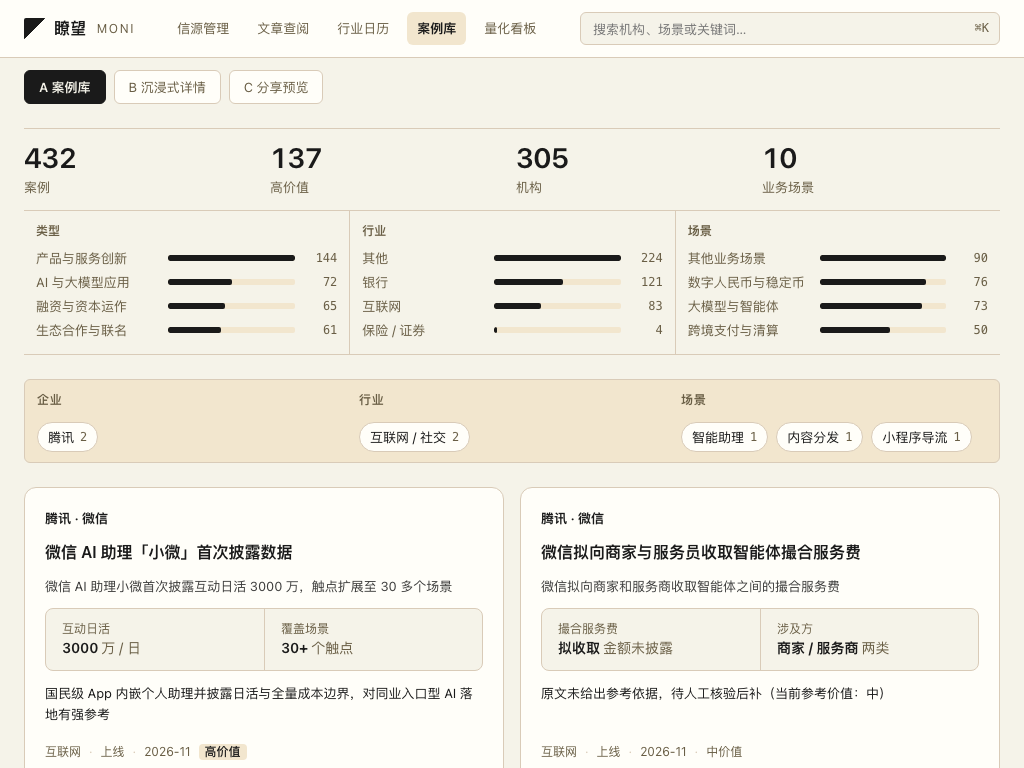 瞭望 MONI 信源管理 文章查阅 行业日历 案例库 量化看板 搜索机构、场景或关键词... ⌘K
A 案例库 B 沉浸式详情 C 分享预览
432 137 305 10
案例 高价值 机构 业务场景
类型
产品与服务创新 144
AI 与大模型应用 72
融资与资本运作 65
生态合作与联名 61
行业
其他 224
银行 121
互联网 83
保险 / 证券 4
场景
其他业务场景 90
数字人民币与稳定币 76
大模型与智能体 73
跨境支付与清算 50
企业
腾讯 2
行业
互联网 / 社交 2
场景
智能助理 1 内容分发 1 小程序导流 1
腾讯 · 微信
微信 AI 助理「小微」首次披露数据
微信 AI 助理小微首次披露互动日活 3000 万，触点扩展至 30 多个场景
互动日活
3000 万 / 日
覆盖场景
30+ 个触点
国民级 App 内嵌个人助理并披露日活与全量成本边界，对同业入口型 AI 落
地有强参考
互联网 · 上线 · 2026-11 高价值
腾讯 · 微信
微信拟向商家与服务员收取智能体撮合服务费
微信拟向商家和服务商收取智能体之间的撮合服务费
撮合服务费
拟收取 金额未披露
涉及方
商家 / 服务商 两类
原文未给出参考依据，待人工核验后补（当前参考价值：中）
互联网 · 上线 · 2026-11 · 中价值